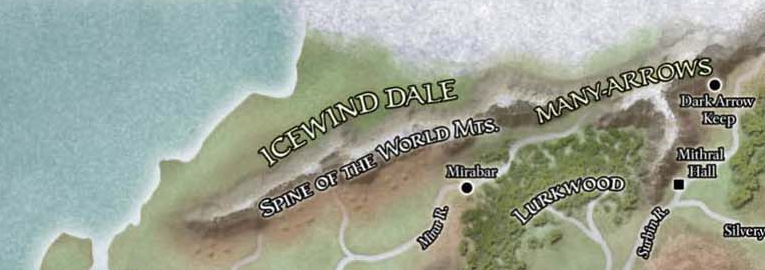 ICEWIND DALE
MANY-ARROWS
Dark Arrow
Keep
SPINE OF THE WORLD MTS.
Mithral
Hall
Mirabar
LURKWOOD
Mirar R.
Surbrin R.
Silvery